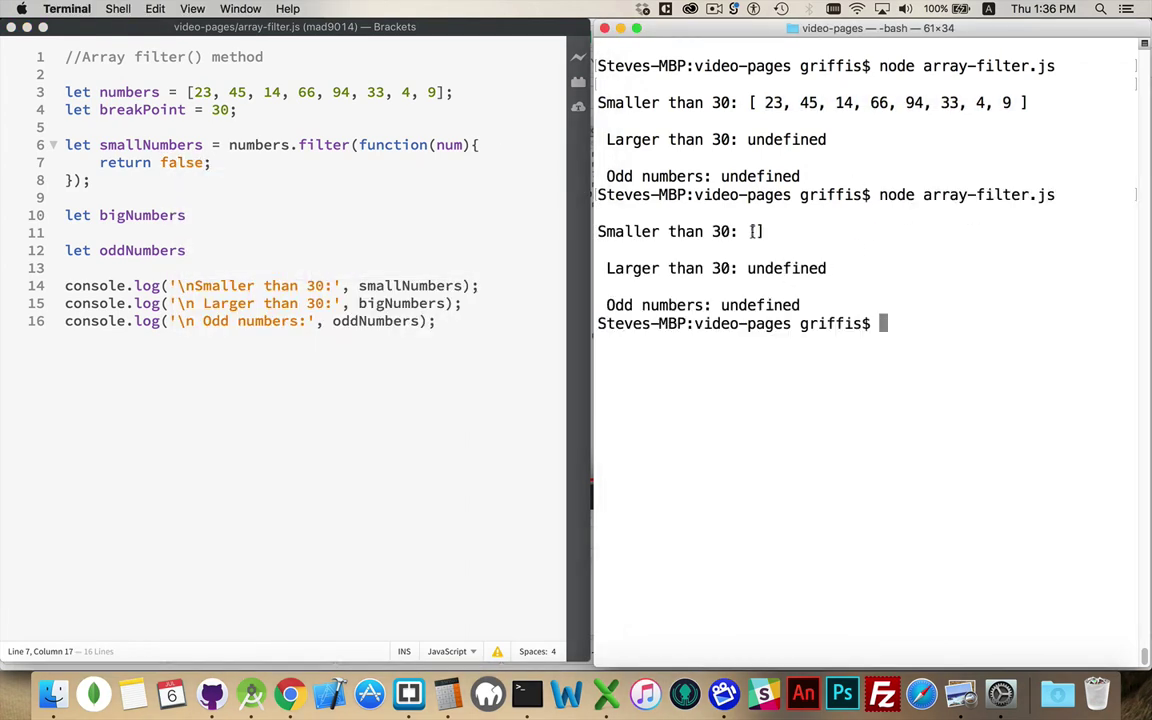 Terminal Shell Edit View Window Help 100% A Thu 1:36 PM
video-pages/array-filter.js (mad9014) — Brackets
1 //Array filter() method
2
3 let numbers = [23, 45, 14, 66, 94, 33, 4, 9];
4 let breakPoint = 30;
5
6 let smallNumbers = numbers.filter(function(num){
7 return false;
8 });
9
10 let bigNumbers
11
12 let oddNumbers
13
14 console.log('\nSmaller than 30:', smallNumbers);
15 console.log('\n Larger than 30:', bigNumbers);
16 console.log('\n Odd numbers:', oddNumbers);
Line 7, Column 17 — 16 Lines INS JavaScript Spaces: 4
video-pages — -bash — 61×34
Steves-MBP:video-pages griffis$ node array-filter.js
Smaller than 30: [ 23, 45, 14, 66, 94, 33, 4, 9 ]
Larger than 30: undefined
Odd numbers: undefined
Steves-MBP:video-pages griffis$ node array-filter.js
Smaller than 30: []
Larger than 30: undefined
Odd numbers: undefined
Steves-MBP:video-pages griffis$
6
W
X
S
An
Ps
Fz